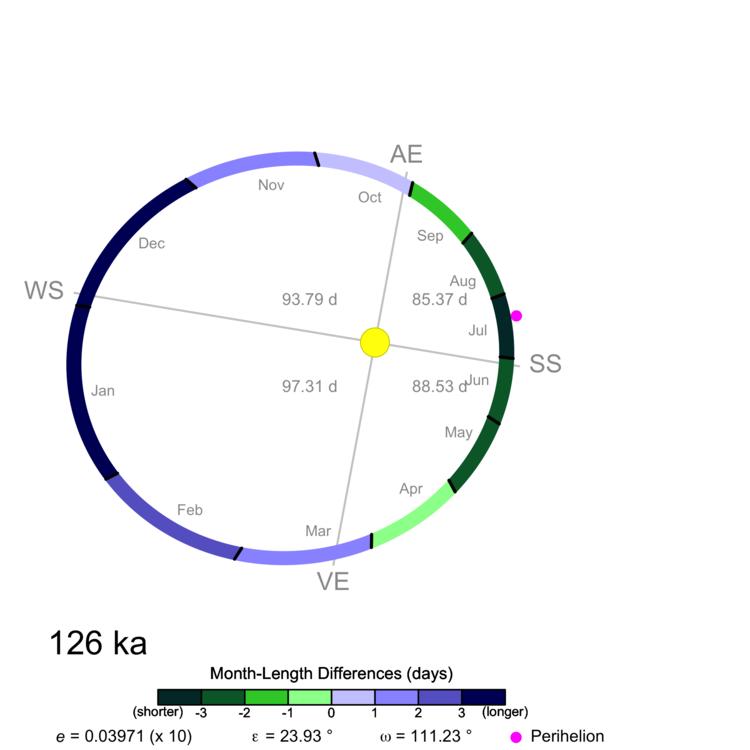 AE
Nov
Oct
Sep
Dec
Aug
WS
93.79 d
85.37 d
Jul
SS
97.31 d
88.53 d
Jun
Jan
May
Apr
Feb
Mar
VE
126 ka
Month-Length Differences (days)
(shorter) -3 -2 -1 0 1 2 3 (longer)
e = 0.03971 (x 10) ε = 23.93 ° ω = 111.23 ° Perihelion